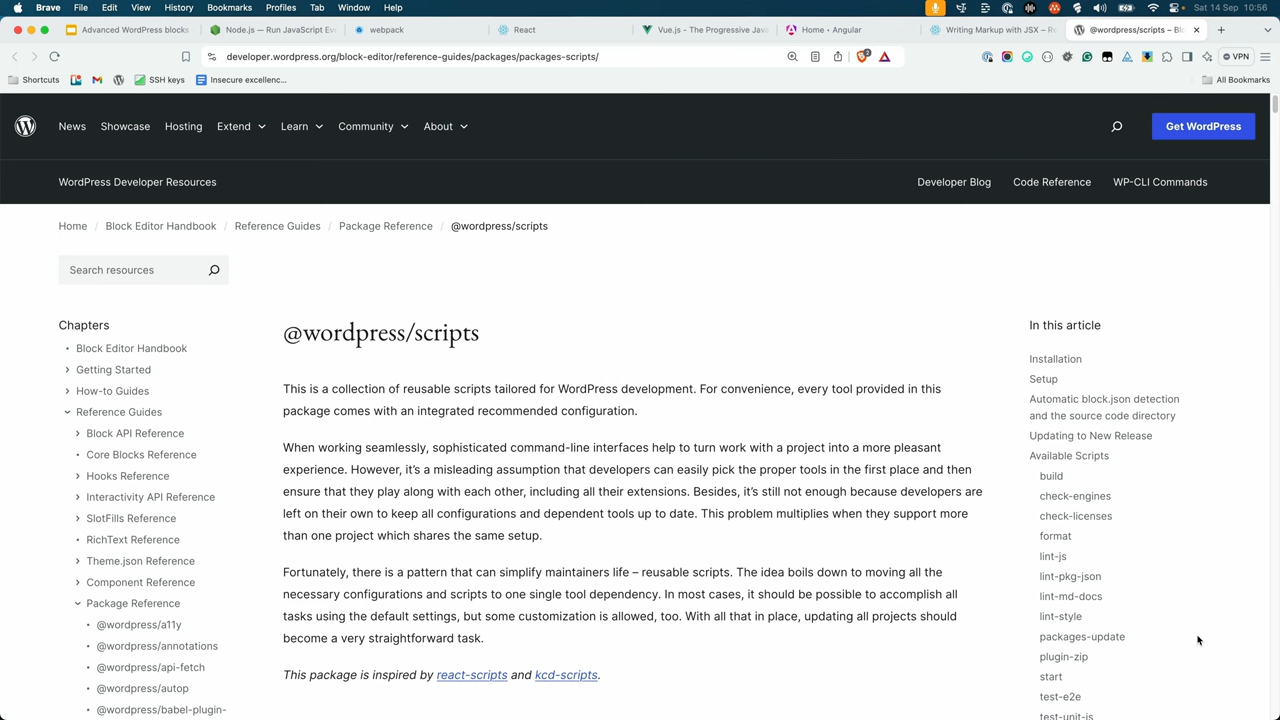 Brave File Edit View History Bookmarks Profiles Tab Window Help Sat 14 Sep 10:56
Advanced WordPress blocks Node.js — Run JavaScript Ev webpack React Vue.js - The Progressive Jav Home • Angular Writing Markup with JSX – R @wordpress/scripts – Bl
developer.wordpress.org/block-editor/reference-guides/packages/packages-scripts/ 2 VPN
Shortcuts SSH keys Insecure excellenc... All Bookmarks
News Showcase Hosting Extend Learn Community About Get WordPress
WordPress Developer Resources Developer Blog Code Reference WP-CLI Commands
Home / Block Editor Handbook / Reference Guides / Package Reference / @wordpress/scripts
Search resources
Chapters
Block Editor Handbook
Getting Started
How-to Guides
Reference Guides
Block API Reference
Core Blocks Reference
Hooks Reference
Interactivity API Reference
SlotFills Reference
RichText Reference
Theme.json Reference
Component Reference
Package Reference
@wordpress/a11y
@wordpress/annotations
@wordpress/api-fetch
@wordpress/autop
@wordpress/babel-plugin-
@wordpress/scripts
This is a collection of reusable scripts tailored for WordPress development. For convenience, every tool provided in this
package comes with an integrated recommended configuration.
When working seamlessly, sophisticated command-line interfaces help to turn work with a project into a more pleasant
experience. However, it's a misleading assumption that developers can easily pick the proper tools in the first place and then
ensure that they play along with each other, including all their extensions. Besides, it's still not enough because developers are
left on their own to keep all configurations and dependent tools up to date. This problem multiplies when they support more
than one project which shares the same setup.
Fortunately, there is a pattern that can simplify maintainers life – reusable scripts. The idea boils down to moving all the
necessary configurations and scripts to one single tool dependency. In most cases, it should be possible to accomplish all
tasks using the default settings, but some customization is allowed, too. With all that in place, updating all projects should
become a very straightforward task.
This package is inspired by react-scripts and kcd-scripts.
In this article
Installation
Setup
Automatic block.json detection
and the source code directory
Updating to New Release
Available Scripts
build
check-engines
check-licenses
format
lint-js
lint-pkg-json
lint-md-docs
lint-style
packages-update
plugin-zip
start
test-e2e
test-unit-js